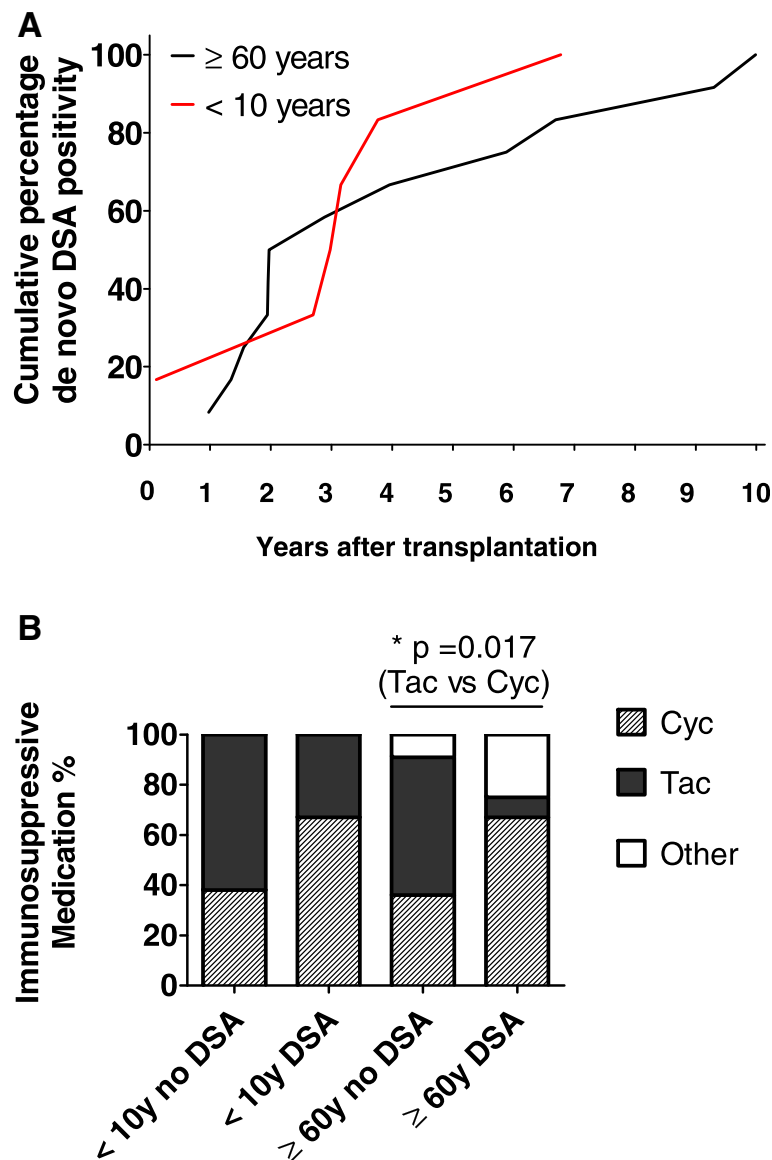 A
Cumulative percentage
de novo DSA positivity
100
80
60
40
20
0
≥ 60 years
< 10 years
0 1 2 3 4 5 6 7 8 9 10
Years after transplantation
B
* p =0.017
(Tac vs Cyc)
Immunosuppressive
Medication %
100
80
60
40
20
0
Cyc
Tac
Other
< 10y no DSA
< 10y DSA
≥ 60y no DSA
≥ 60y DSA